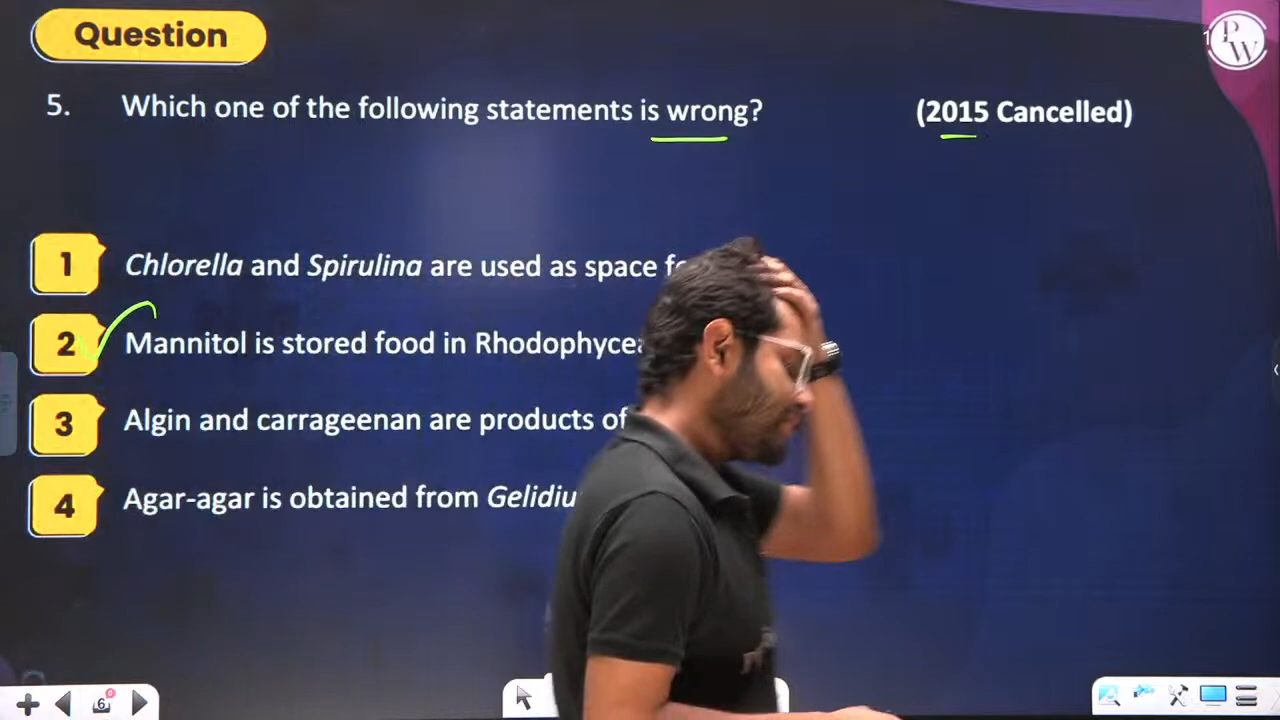 Question
PW
5. Which one of the following statements is wrong? (2015 Cancelled)
1 Chlorella and Spirulina are used as space
2 Mannitol is stored food in
3 Algin and carrageenan are products of
4 Agar-agar is obtained from
6